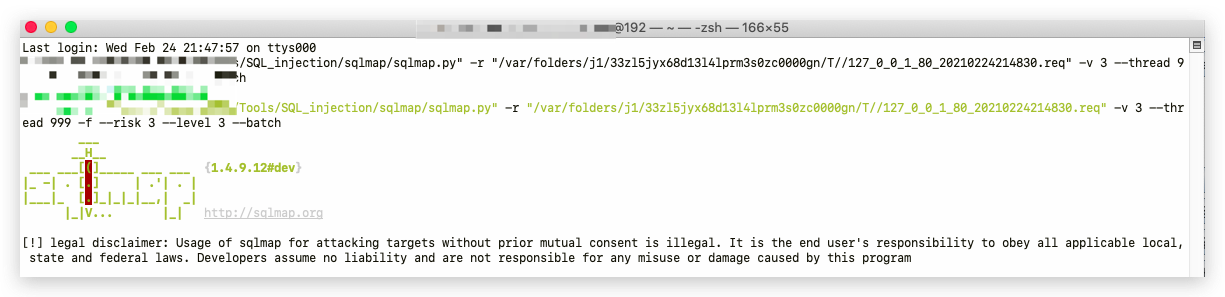 @192 — ~ — -zsh — 166×55
Last login: Wed Feb 24 21:47:57 on ttys000
s/SQL_injection/sqlmap/sqlmap.py" -r "/var/folders/j1/33zl5jyx68d13l4lprm3s0zc0000gn/T//127_0_0_1_80_20210224214830.req" -v 3 --thread 9
h
/Tools/SQL_injection/sqlmap/sqlmap.py" -r "/var/folders/j1/33zl5jyx68d13l4lprm3s0zc0000gn/T//127_0_0_1_80_20210224214830.req" -v 3 --thr
ead 999 -f --risk 3 --level 3 --batch
        ___
       __H__
 ___ ___[(]_____ ___ ___  {1.4.9.12#dev}
|_ -| . [.]     | .'| . |
|___|_  [.]_|_|_|__,|  _|
      |_|V...       |_|   http://sqlmap.org
[!] legal disclaimer: Usage of sqlmap for attacking targets without prior mutual consent is illegal. It is the end user's responsibility to obey all applicable local,
 state and federal laws. Developers assume no liability and are not responsible for any misuse or damage caused by this program